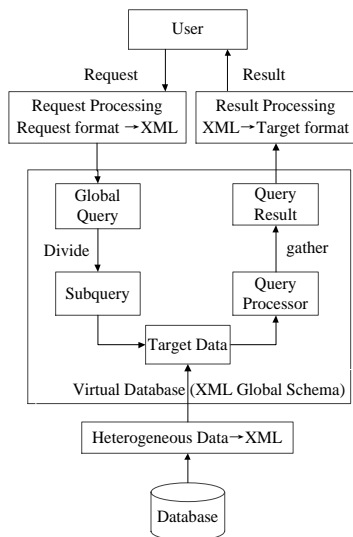 User
Request
Result
Request Processing
Request format→XML
Result Processing
XML→Target format
Global
Query
Query
Result
Divide
gather
Subquery
Query
Processor
Target Data
Virtual Database (XML Global Schema)
Heterogeneous Data→XML
Database